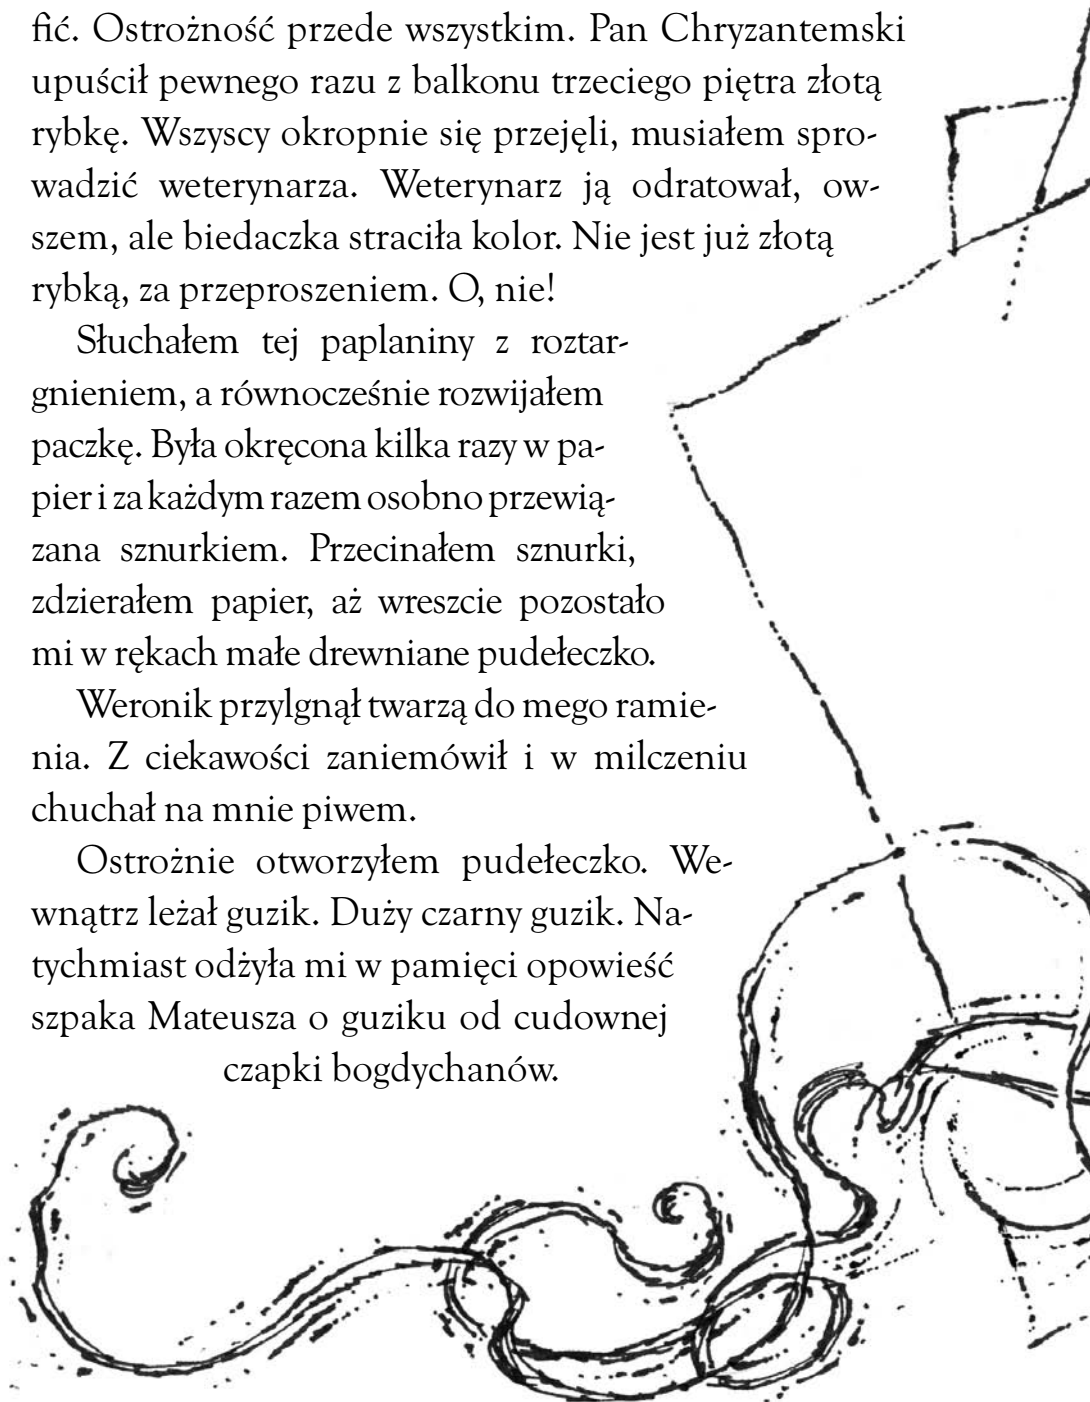 fić. Ostrożność przede wszystkim. Pan Chryzantemski
upuścił pewnego razu z balkonu trzeciego piętra złotą
rybkę. Wszyscy okropnie się przejęli, musiałem spro-
wadzić weterynarza. Weterynarz ją odratował, ow-
szem, ale biedaczka straciła kolor. Nie jest już złotą
rybką, za przeproszeniem. O, nie!
Słuchałem tej paplaniny z roztar-
gnieniem, a równocześnie rozwijałem
paczkę. Była okręcona kilka razy w pa-
pier i za każdym razem osobno przewią-
zana sznurkiem. Przecinałem sznurki,
zdzierałem papier, aż wreszcie pozostało
mi w rękach małe drewniane pudełeczko.
Weronik przylgnął twarzą do mego ramie-
nia. Z ciekawości zaniemówił i w milczeniu
chuchał na mnie piwem.
Ostrożnie otworzyłem pudełeczko. We-
wnątrz leżał guzik. Duży czarny guzik. Na-
tychmiast odżyła mi w pamięci opowieść
szpaka Mateusza o guziku od cudownej
czapki bogdychanów.